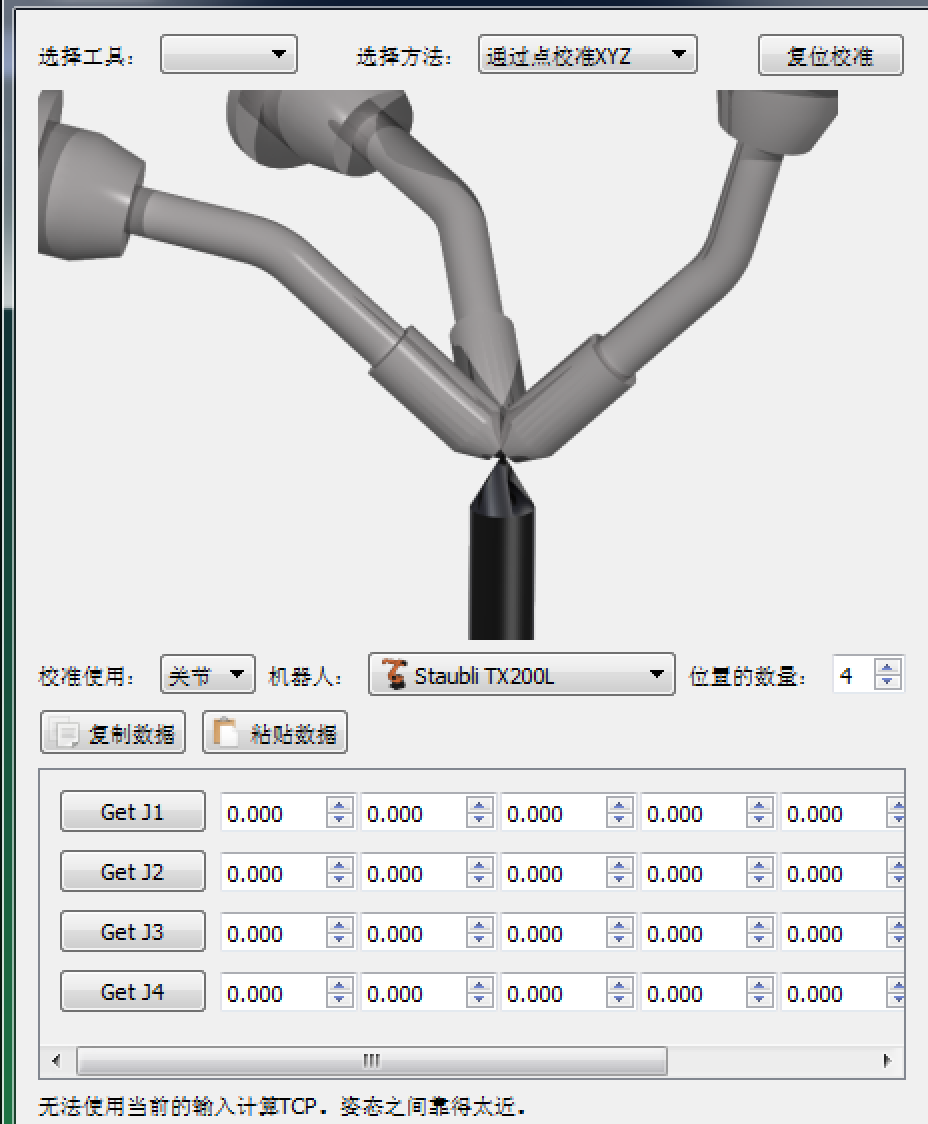 选择工具： 选择方法： 通过点校准XYZ 复位校准
校准使用： 关节 机器人： Staubli TX200L 位置的数量： 4
复制数据 粘贴数据
Get J1 0.000 0.000 0.000 0.000 0.000
Get J2 0.000 0.000 0.000 0.000 0.000
Get J3 0.000 0.000 0.000 0.000 0.000
Get J4 0.000 0.000 0.000 0.000 0.000
无法使用当前的输入计算TCP. 姿态之间靠得太近.